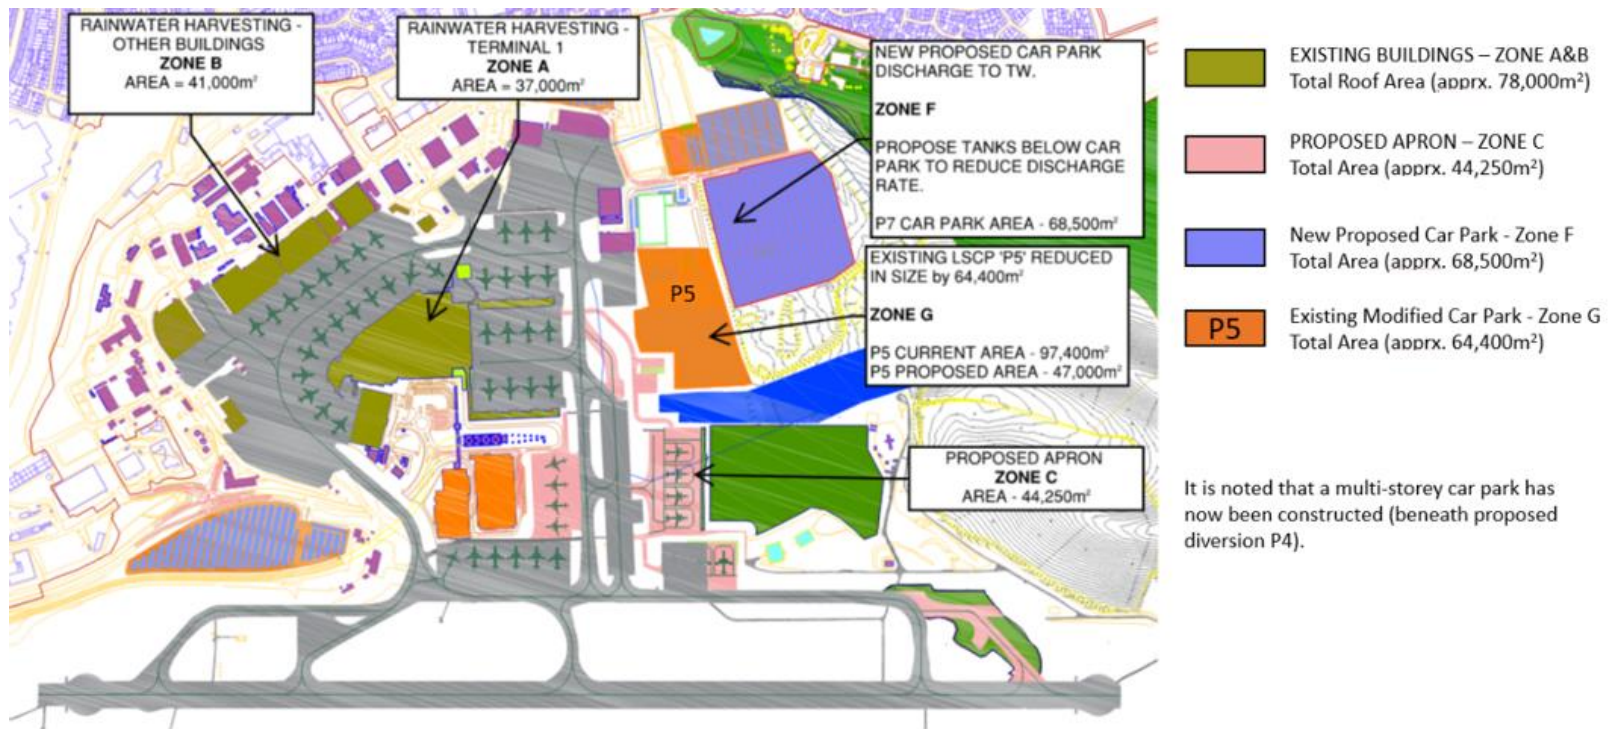 RAINWATER HARVESTING -
OTHER BUILDINGS
ZONE B
AREA = 41,000m²
RAINWATER HARVESTING -
TERMINAL 1
ZONE A
AREA = 37,000m²
NEW PROPOSED CAR PARK
DISCHARGE TO TW.
ZONE F
PROPOSE TANKS BELOW CAR
PARK TO REDUCE DISCHARGE
RATE.
P7 CAR PARK AREA - 68,500m²
EXISTING LSCP 'P5' REDUCED
IN SIZE by 64,400m²
ZONE G
P5 CURRENT AREA - 97,400m²
P5 PROPOSED AREA - 47,000m²
P5
PROPOSED APRON
ZONE C
AREA - 44,250m²
EXISTING BUILDINGS – ZONE A&B
Total Roof Area (apprx. 78,000m²)
PROPOSED APRON – ZONE C
Total Area (apprx. 44,250m²)
New Proposed Car Park - Zone F
Total Area (apprx. 68,500m²)
P5
Existing Modified Car Park - Zone G
Total Area (apprx. 64,400m²)
It is noted that a multi-storey car park has
now been constructed (beneath proposed
diversion P4).